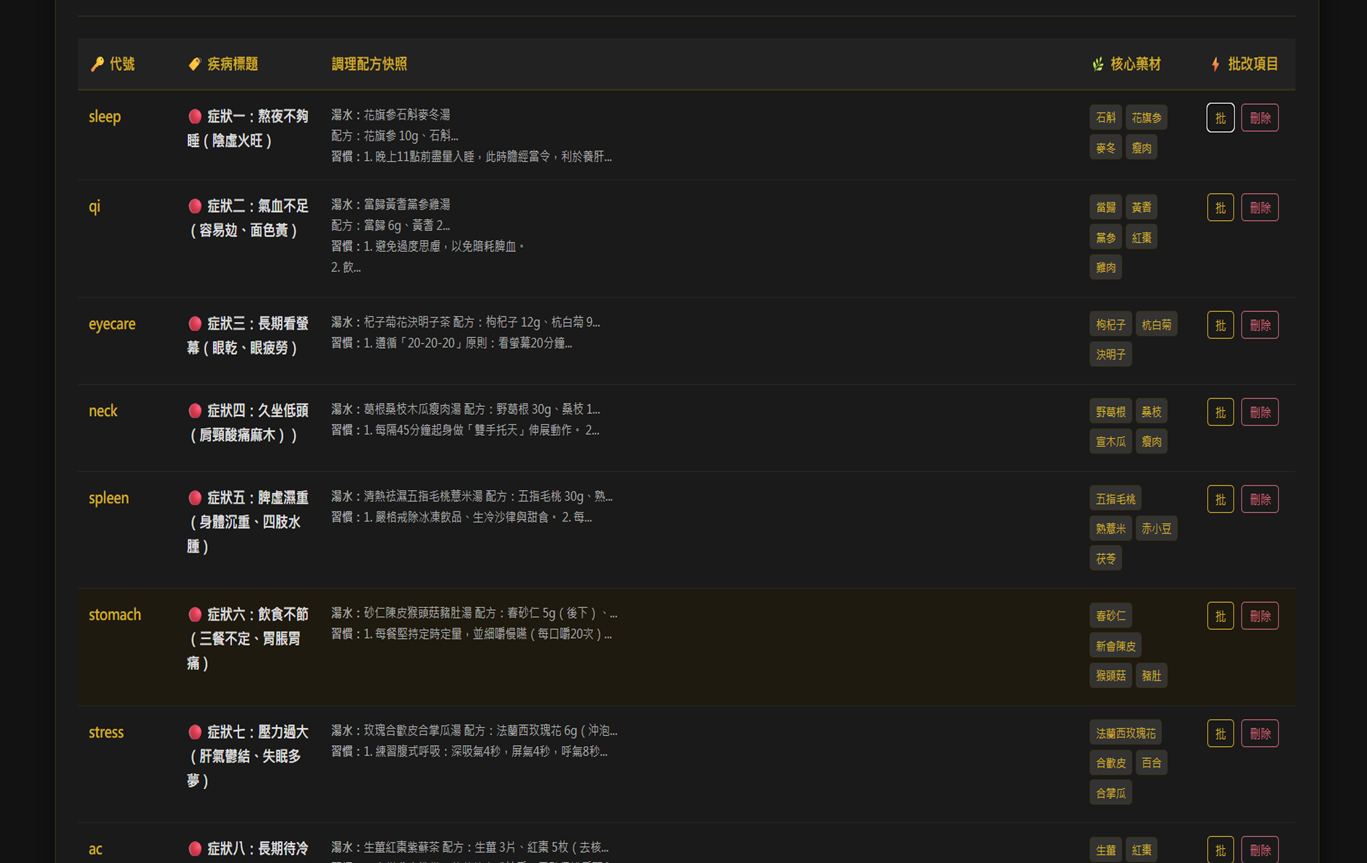 代號 疾病標題 調理配方快照 核心藥材 批改項目
sleep
症狀一：熬夜不夠
睡（陰虛火旺）
湯水：花旗參石斛麥冬湯
配方：花旗參 10g、石斛...
習慣：1. 晚上11點前盡量入睡，此時膽經當令，利於養肝...
石斛 花旗參
麥冬 瘦肉
批 刪除
qi
症狀二：氣血不足
（容易攰、面色黃）
湯水：當歸黃耆黨參雞湯
配方：當歸 6g、黃耆 2...
習慣：1. 避免過度思慮，以免暗耗脾血。
2. 飲...
當歸 黃耆
黨參 紅棗
雞肉
批 刪除
eyecare
症狀三：長期看螢
幕（眼乾、眼疲勞）
湯水：杞子菊花決明子茶 配方：枸杞子 12g、杭白菊 9...
習慣：1. 遵循「20-20-20」原則：看螢幕20分鐘...
枸杞子 杭白菊
決明子
批 刪除
neck
症狀四：久坐低頭
（肩頸酸痛麻木））
湯水：葛根桑枝木瓜瘦肉湯 配方：野葛根 30g、桑枝 1...
習慣：1. 每隔45分鐘起身做「雙手托天」伸展動作。 2...
野葛根 桑枝
宣木瓜 瘦肉
批 刪除
spleen
症狀五：脾虛濕重
（身體沉重、四肢水
腫）
湯水：清熱祛濕五指毛桃薏米湯 配方：五指毛桃 30g、熟...
習慣：1. 嚴格戒除冰凍飲品、生冷沙律與甜食。 2. 每...
五指毛桃
熟薏米 赤小豆
茯苓
批 刪除
stomach
症狀六：飲食不節
（三餐不定、胃脹胃
痛）
湯水：砂仁陳皮猴頭菇豬肚湯 配方：春砂仁 5g（後下）、...
習慣：1. 每餐堅持定時定量，並細嚼慢嚥（每口嚼20次）...
春砂仁
新會陳皮
猴頭菇 豬肚
批 刪除
stress
症狀七：壓力過大
（肝氣鬱結、失眠多
夢）
湯水：玫瑰合歡皮合掌瓜湯 配方：法蘭西玫瑰花 6g（沖泡...
習慣：1. 練習腹式呼吸：深吸氣4秒，屏氣4秒，呼氣8秒...
法蘭西玫瑰花
合歡皮 百合
合掌瓜
批 刪除
ac
症狀八：長期待冷
湯水：生薑紅棗紫蘇茶 配方：生薑 3片、紅棗 5枚（去核...
生薑 紅棗
批 刪除